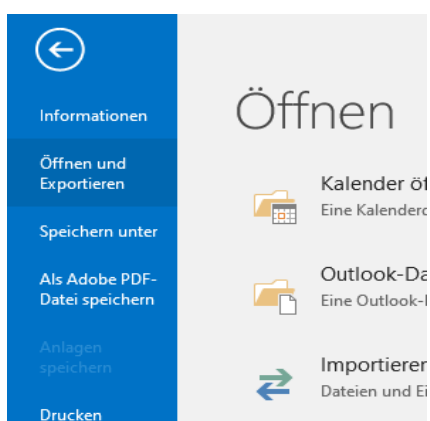 Informationen
Öffnen und
Exportieren
Speichern unter
Als Adobe PDF-
Datei speichern
Anlagen
speichern
Drucken
Öffnen
Kalender öf
Eine Kalenderd
Outlook-Da
Eine Outlook-
Importieren
Dateien und Ei